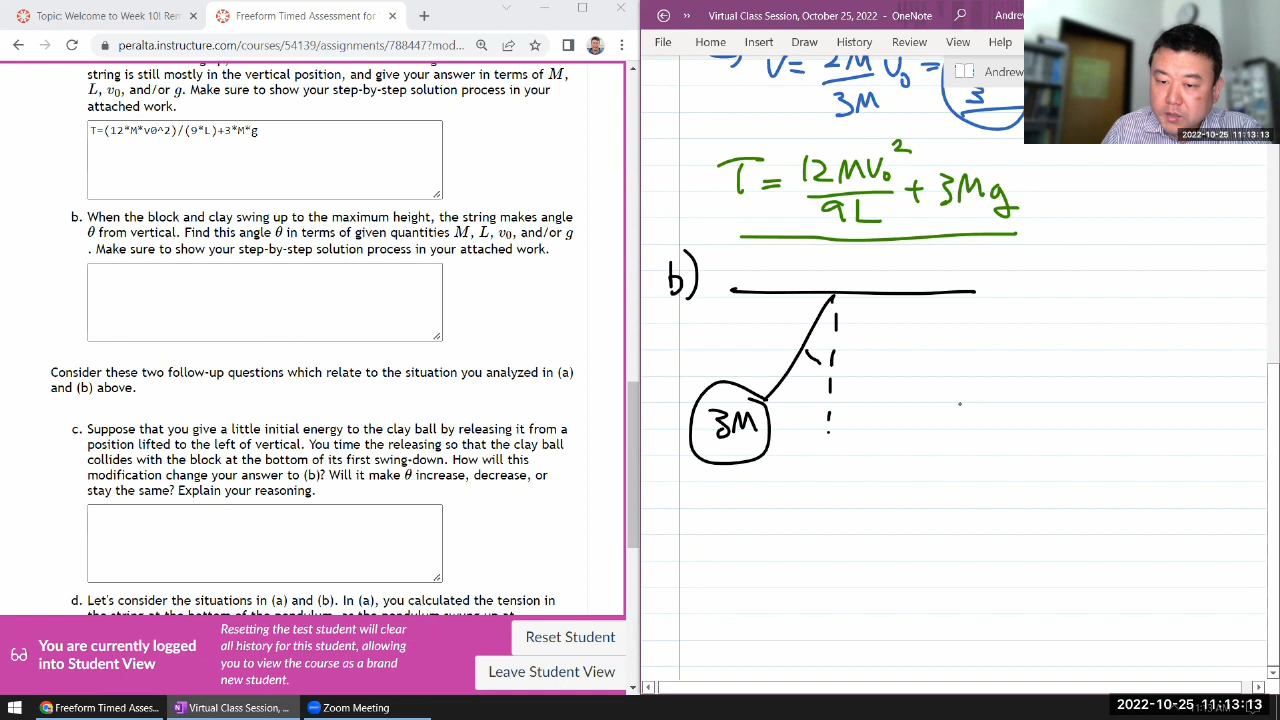 Topic: Welcome to Week 10! Rem
Freeform Timed Assessment for
peralta.instructure.com/courses/54139/assignments/788447?mod...
string is still mostly in the vertical position, and give your answer in terms of M,
L, v₀, and/or g. Make sure to show your step-by-step solution process in your
attached work.
T=(12*M*v0^2)/(9*L)+3*M*g
b. When the block and clay swing up to the maximum height, the string makes angle
θ from vertical. Find this angle θ in terms of given quantities M, L, v₀, and/or g
. Make sure to show your step-by-step solution process in your attached work.
Consider these two follow-up questions which relate to the situation you analyzed in (a)
and (b) above.
c. Suppose that you give a little initial energy to the clay ball by releasing it from a
position lifted to the left of vertical. You time the releasing so that the clay ball
collides with the block at the bottom of its first swing-down. How will this
modification change your answer to (b)? Will it make θ increase, decrease, or
stay the same? Explain your reasoning.
d. Let's consider the situations in (a) and (b). In (a), you calculated the tension in
You are currently logged
into Student View
Resetting the test student will clear
all history for this student, allowing
you to view the course as a brand
new student.
Reset Student
Leave Student View
Virtual Class Session, October 25, 2022 - OneNote
Andrew
File Home Insert Draw History Review View Help
Andrew
V = 2M/3M V₀ =
3
T = 12MV₀²/9L + 3Mg
b)
3M
2022-10-25 11:13:13
Freeform Timed Asses...
Virtual Class Session, ...
Zoom Meeting
2022-10-25 11:13:13